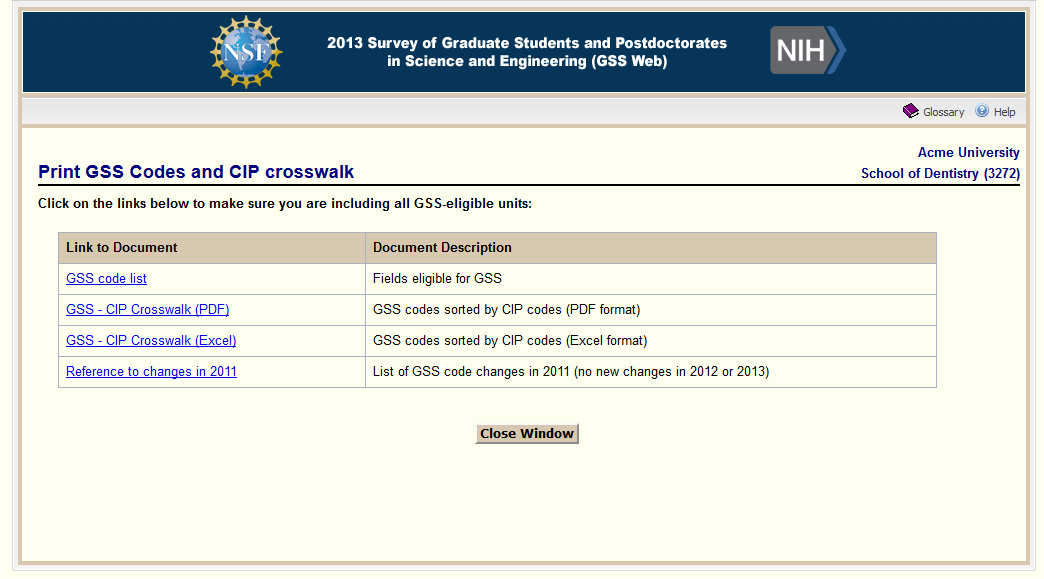 NSF
2013 Survey of Graduate Students and Postdoctorates
in Science and Engineering (GSS Web)
NIH
Glossary Help
Acme University
Print GSS Codes and CIP crosswalk
School of Dentistry (3272)
Click on the links below to make sure you are including all GSS-eligible units:
Link to Document Document Description
GSS code list Fields eligible for GSS
GSS - CIP Crosswalk (PDF) GSS codes sorted by CIP codes (PDF format)
GSS - CIP Crosswalk (Excel) GSS codes sorted by CIP codes (Excel format)
Reference to changes in 2011 List of GSS code changes in 2011 (no new changes in 2012 or 2013)
Close Window